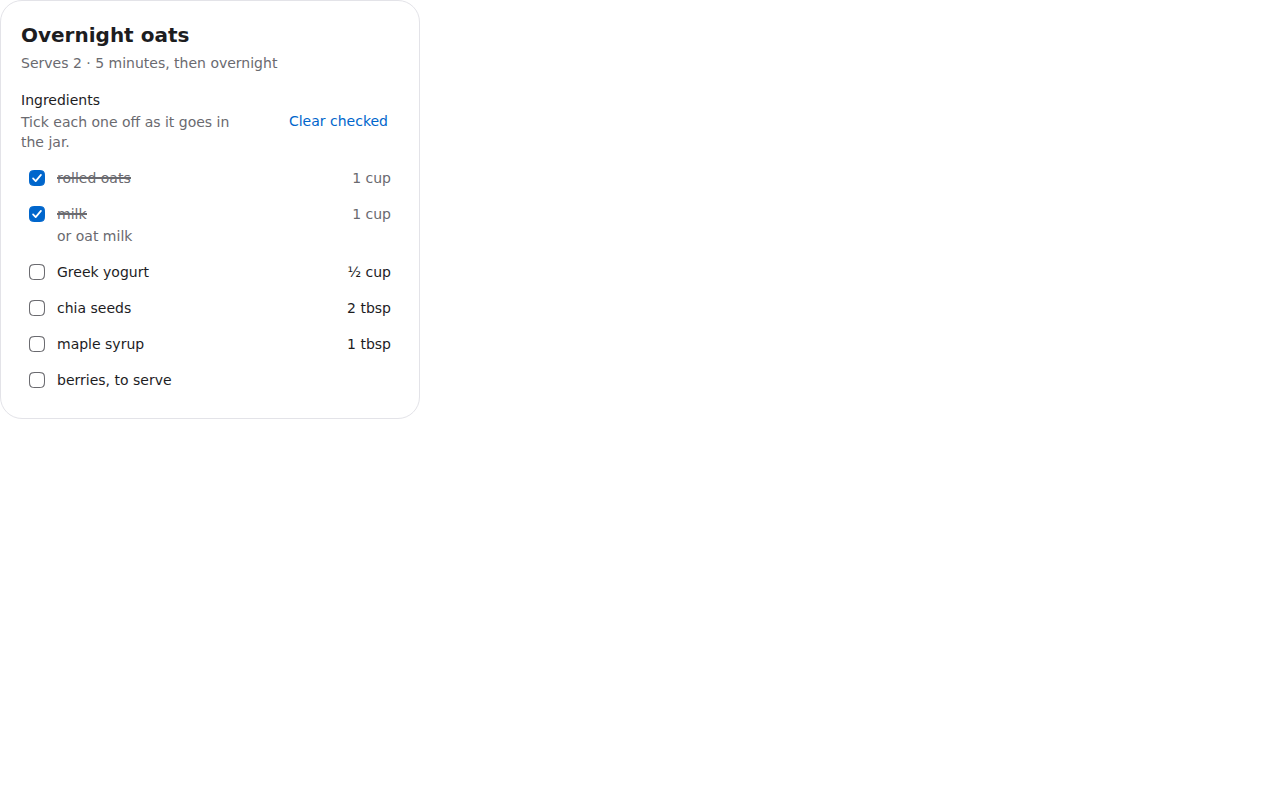 Overnight oats
Serves 2 · 5 minutes, then overnight
Ingredients
Tick each one off as it goes in
the jar.
Clear checked
rolled oats 1 cup
milk 1 cup
or oat milk
Greek yogurt ½ cup
chia seeds 2 tbsp
maple syrup 1 tbsp
berries, to serve